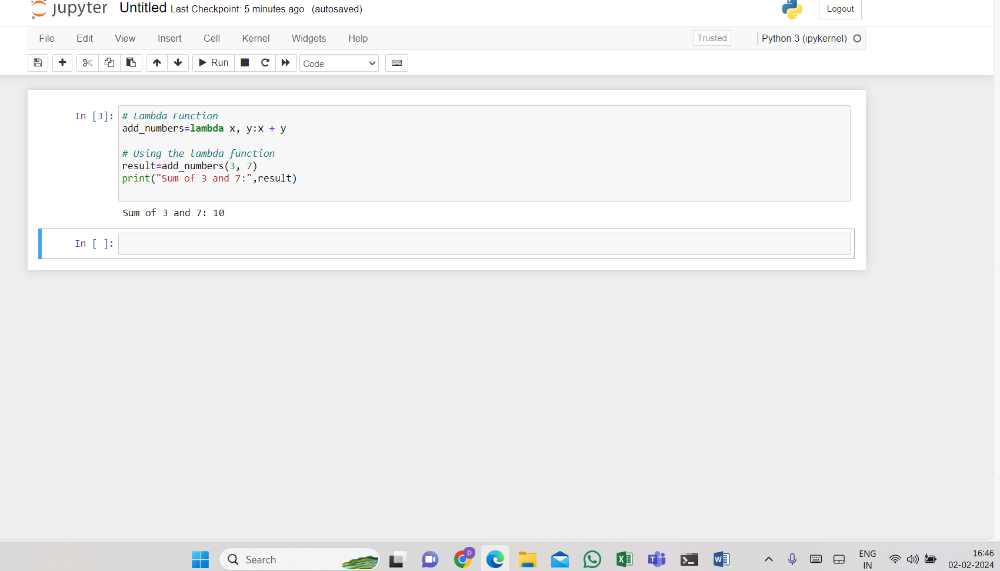 jupyter Untitled Last Checkpoint: 5 minutes ago (autosaved) Logout
File Edit View Insert Cell Kernel Widgets Help Trusted Python 3 (ipykernel)
Run Code
In [3]: # Lambda Function
add_numbers=lambda x, y:x + y
# Using the lambda function
result=add_numbers(3, 7)
print("Sum of 3 and 7:",result)
Sum of 3 and 7: 10
In [ ]:
Search D ENG 16:46
IN 02-02-2024